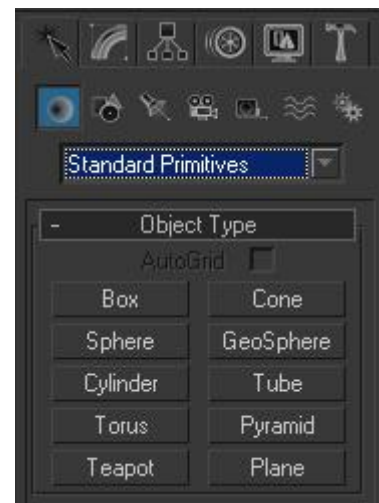 Standard Primitives
- Object Type
AutoGrid
Box Cone
Sphere GeoSphere
Cylinder Tube
Torus Pyramid
Teapot Plane